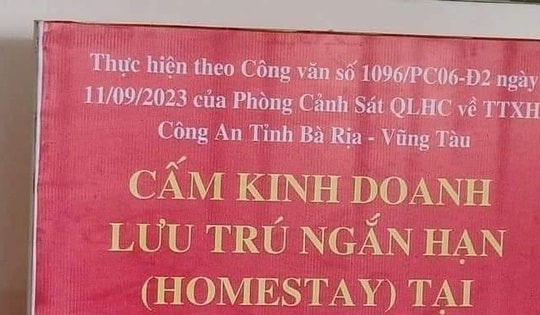 Thực hiện theo Công văn số 1096/PC06-Đ2 ngày
11/09/2023 của Phòng Cảnh Sát QLHC về TTXH
Công An Tỉnh Bà Rịa - Vũng Tàu
CẤM KINH DOANH
LƯU TRÚ NGẮN HẠN
(HOMESTAY) TẠI